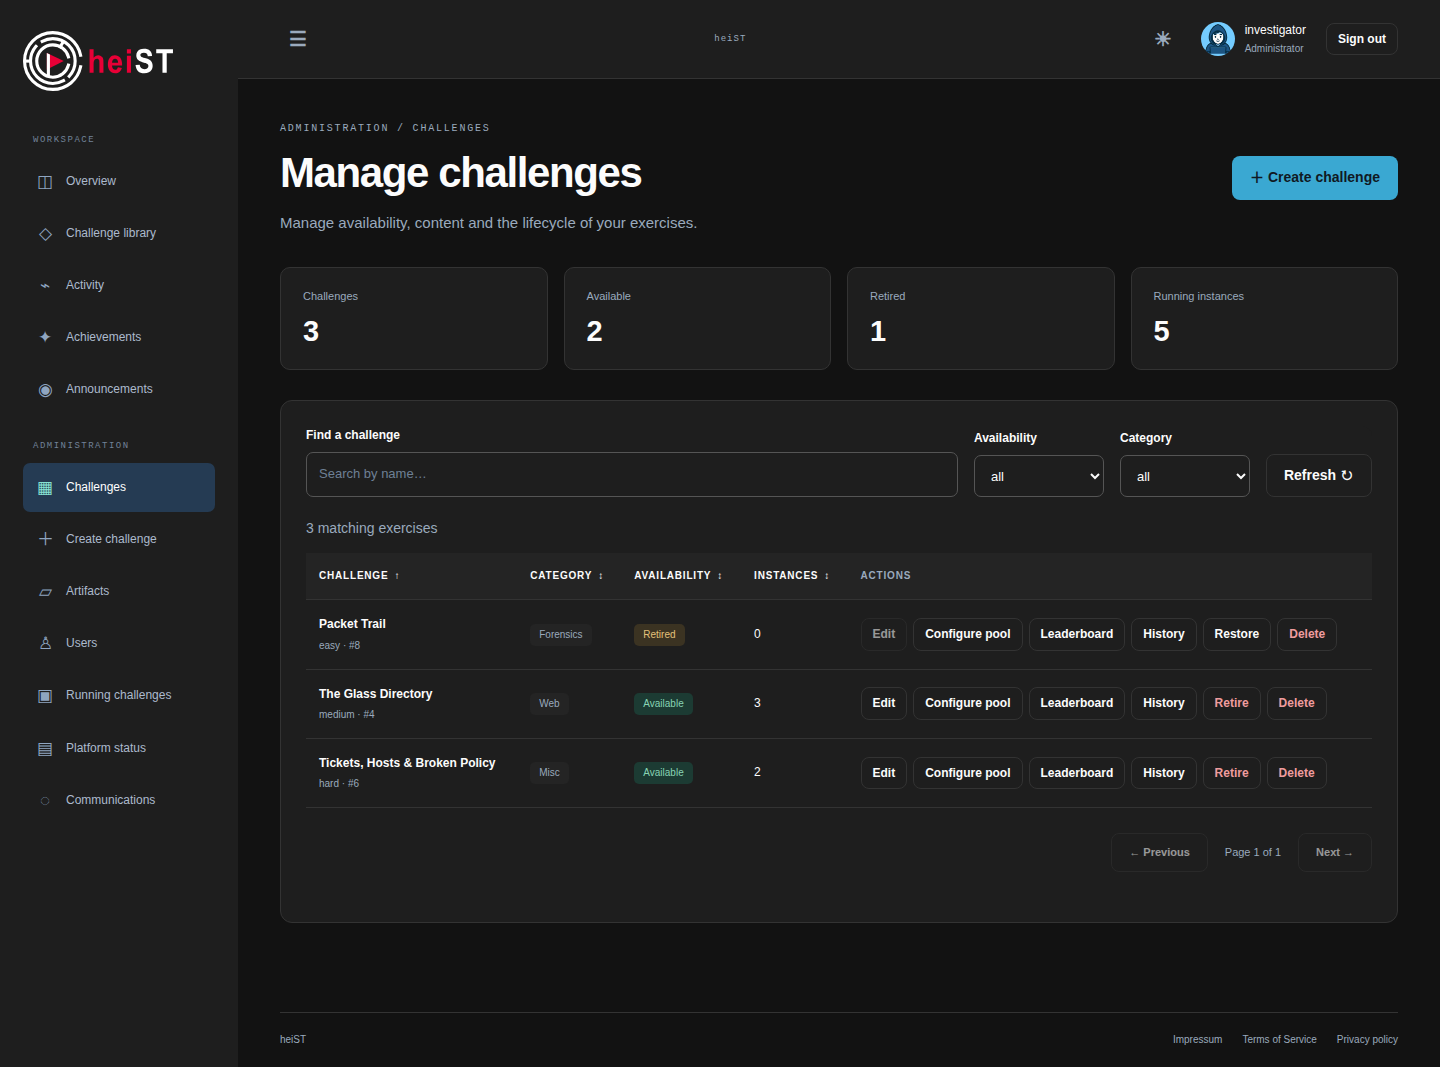 heiST
heiST
investigator
Administrator
Sign out
WORKSPACE
Overview
Challenge library
Activity
Achievements
Announcements
ADMINISTRATION
Challenges
Create challenge
Artifacts
Users
Running challenges
Platform status
Communications
ADMINISTRATION / CHALLENGES
Manage challenges
+ Create challenge
Manage availability, content and the lifecycle of your exercises.
Challenges
3
Available
2
Retired
1
Running instances
5
Find a challenge
Search by name…
Availability
all
Category
all
Refresh ↻
3 matching exercises
CHALLENGE ↑ CATEGORY ↕ AVAILABILITY ↕ INSTANCES ↕ ACTIONS
Packet Trail
easy · #8
Forensics Retired 0 Edit Configure pool Leaderboard History Restore Delete
The Glass Directory
medium · #4
Web Available 3 Edit Configure pool Leaderboard History Retire Delete
Tickets, Hosts & Broken Policy
hard · #6
Misc Available 2 Edit Configure pool Leaderboard History Retire Delete
← Previous Page 1 of 1 Next →
heiST Impressum Terms of Service Privacy policy